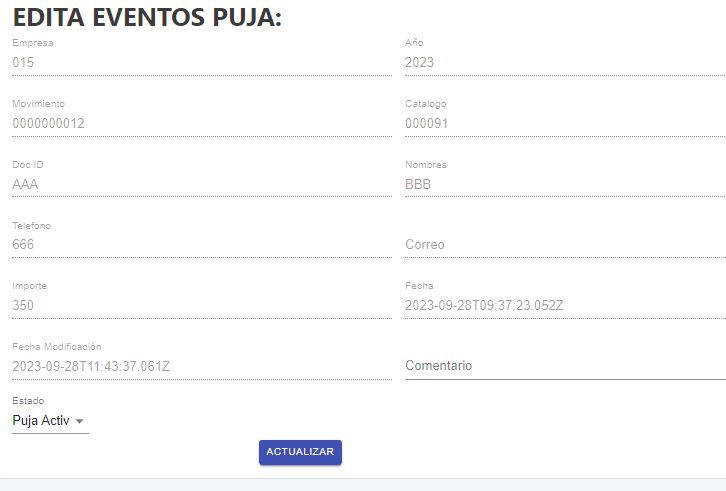 EDITA EVENTOS PUJA:
Empresa
015
Año
2023
Movimiento
0000000012
Catalogo
000091
Doc ID
AAA
Nombres
BBB
Telefono
666
Correo
Importe
350
Fecha
2023-09-28T09:37:23.052Z
Fecha Modificación
2023-09-28T11:43:37.061Z
Comentario
Estado
Puja Activ
ACTUALIZAR